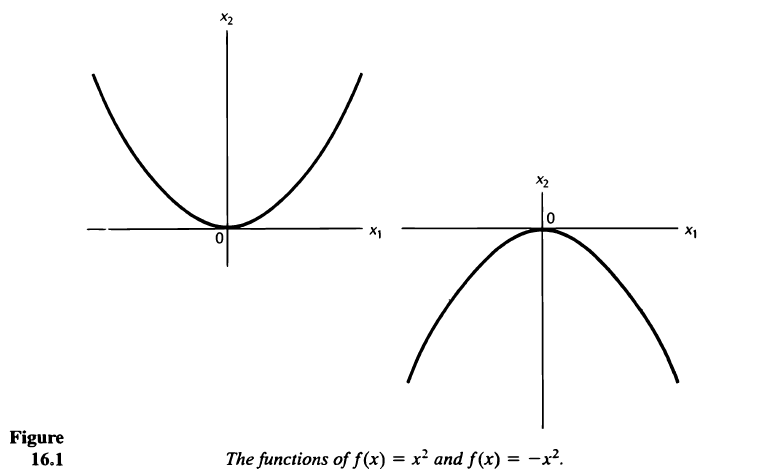 x₂
0
x₁
x₂
0
x₁
Figure
16.1
The functions of f(x) = x² and f(x) = −x².